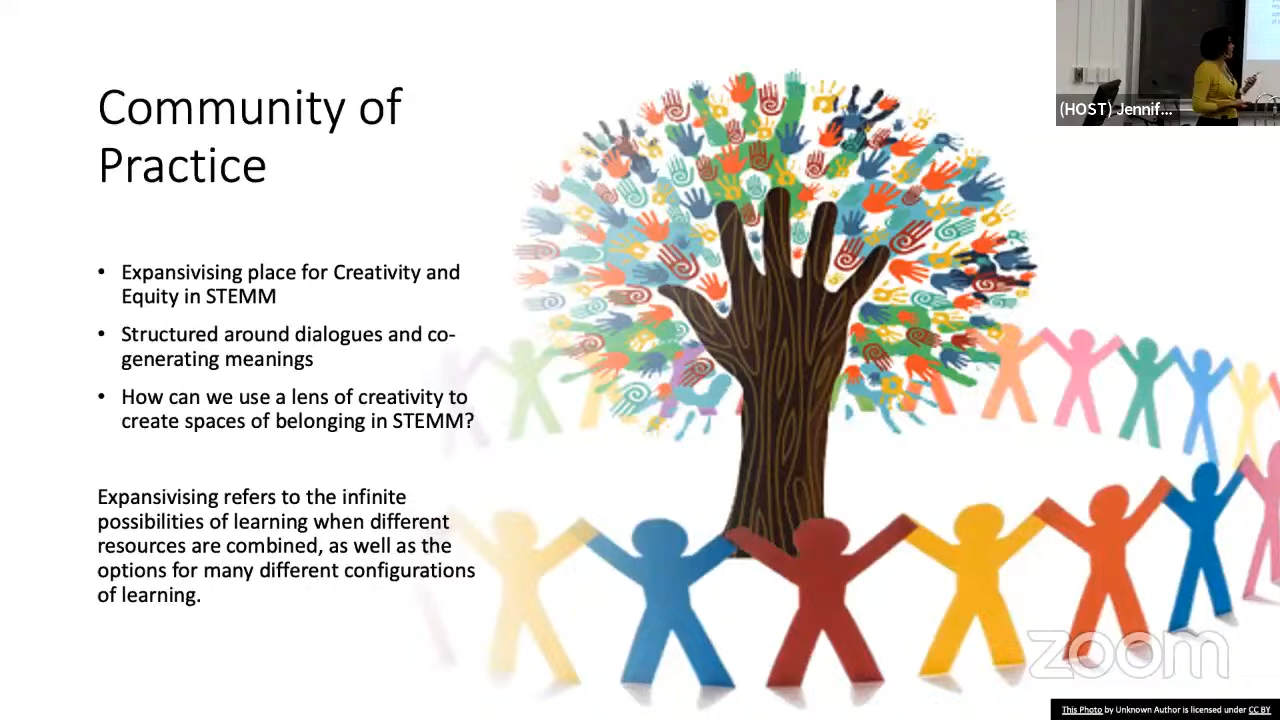 Community of
Practice
• Expansivising place for Creativity and
Equity in STEMM
• Structured around dialogues and co-
generating meanings
• How can we use a lens of creativity to
create spaces of belonging in STEMM?
Expansivising refers to the infinite
possibilities of learning when different
resources are combined, as well as the
options for many different configurations
of learning.
(HOST) Jennif...
zoom
This Photo by Unknown Author is licensed under CC BY